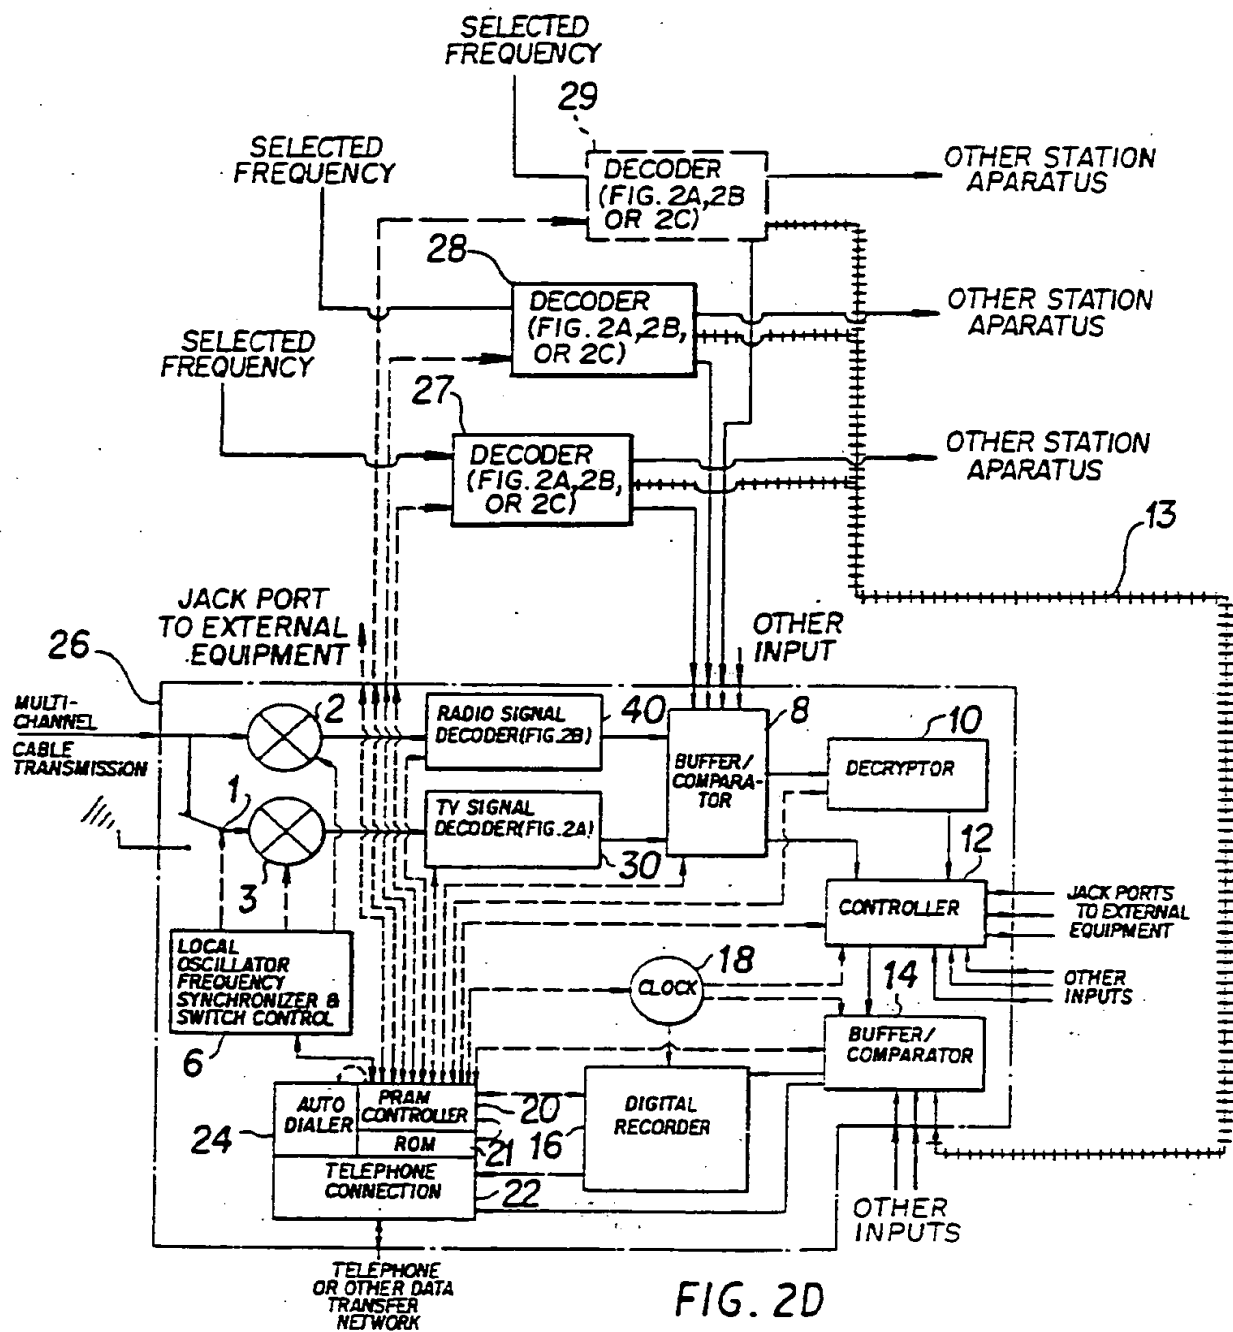 SELECTED
FREQUENCY
29
SELECTED
FREQUENCY
DECODER
(FIG. 2A, 2B
OR 2C)
OTHER STATION
APARATUS
28
DECODER
(FIG. 2A, 2B,
OR 2C)
OTHER STATION
APARATUS
SELECTED
FREQUENCY
27
DECODER
(FIG. 2A, 2B,
OR 2C)
OTHER STATION
APARATUS
13
JACK PORT
TO EXTERNAL
EQUIPMENT
OTHER
INPUT
26
MULTI-
CHANNEL
CABLE
TRANSMISSION
2
RADIO SIGNAL
DECODER (FIG. 2B)
40
8
BUFFER/
COMPARA-
TOR
10
DECRYPTOR
1
3
TV SIGNAL
DECODER (FIG. 2A)
30
12
CONTROLLER
JACK PORTS
TO EXTERNAL
EQUIPMENT
OTHER
INPUTS
LOCAL
OSCILLATOR
FREQUENCY
SYNCHRONIZER &
SWITCH CONTROL
6
18
CLOCK
14
BUFFER/
COMPARATOR
24
AUTO
DIALER
PRAM
CONTROLLER
20
ROM
21
16
DIGITAL
RECORDER
TELEPHONE
CONNECTION
22
OTHER
INPUTS
TELEPHONE
OR OTHER DATA
TRANSFER
NETWORK
FIG. 2D